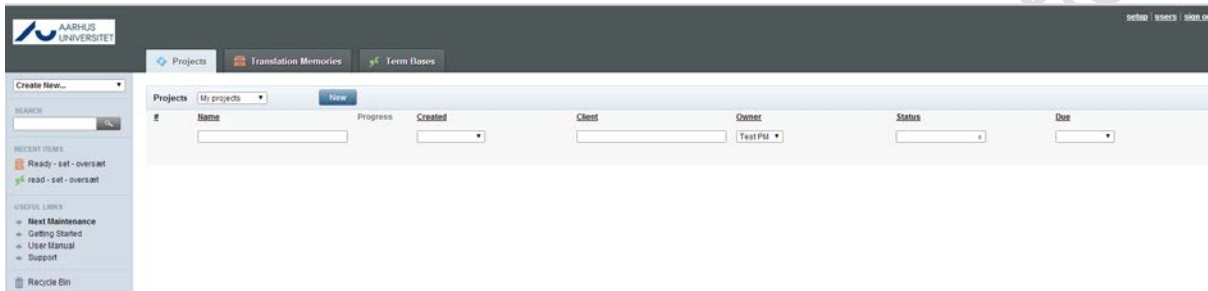 AARHUS
UNIVERSITET
setup users sign
Projects Translation Memories Term Bases
Create New...
Projects My projects New
SEARCH
# Name Progress Created Client Owner Status Due
Test PM
RECENT ITEMS
Ready - set - oversæt
read - set - oversæt
USEFUL LINKS
Next Maintenance
Getting Started
User Manual
Support
Recycle Bin